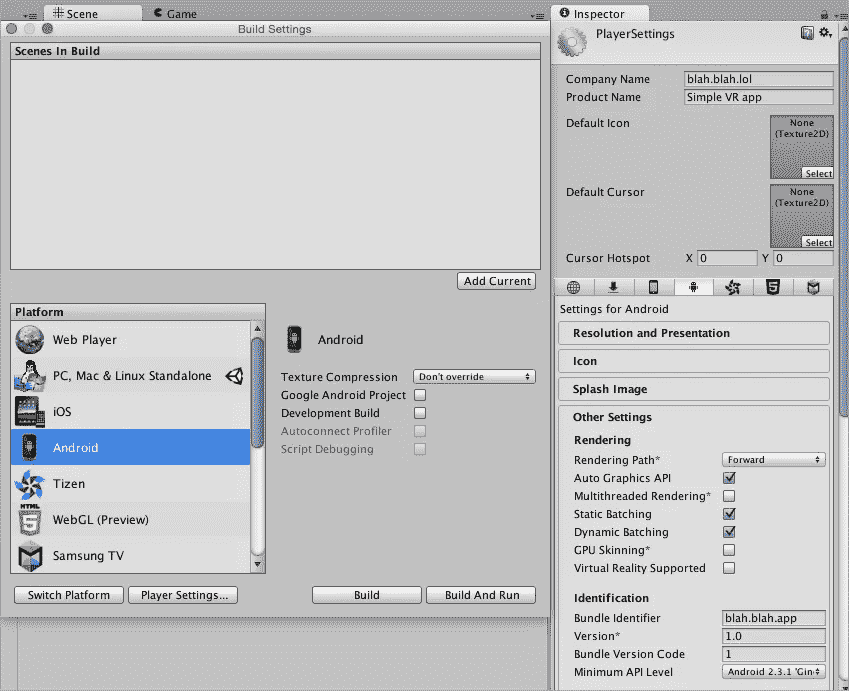 Scene
Game
Build Settings
Scenes In Build
Add Current
Platform
Web Player
PC, Mac & Linux Standalone
iOS
Android
Tizen
HTML
5
WebGL (Preview)
Samsung TV
Android
Texture Compression Don't override
Google Android Project
Development Build
Autoconnect Profiler
Script Debugging
Switch Platform
Player Settings...
Build
Build And Run
Inspector
PlayerSettings
Company Name blah.blah.lol
Product Name Simple VR app
Default Icon
None
(Texture2D)
Select
Default Cursor
None
(Texture2D)
Select
Cursor Hotspot X 0 Y 0
5
Settings for Android
Resolution and Presentation
Icon
Splash Image
Other Settings
Rendering
Rendering Path* Forward
Auto Graphics API
Multithreaded Rendering*
Static Batching
Dynamic Batching
GPU Skinning*
Virtual Reality Supported
Identification
Bundle Identifier blah.blah.app
Version* 1.0
Bundle Version Code 1
Minimum API Level Android 2.3.1 'Gin